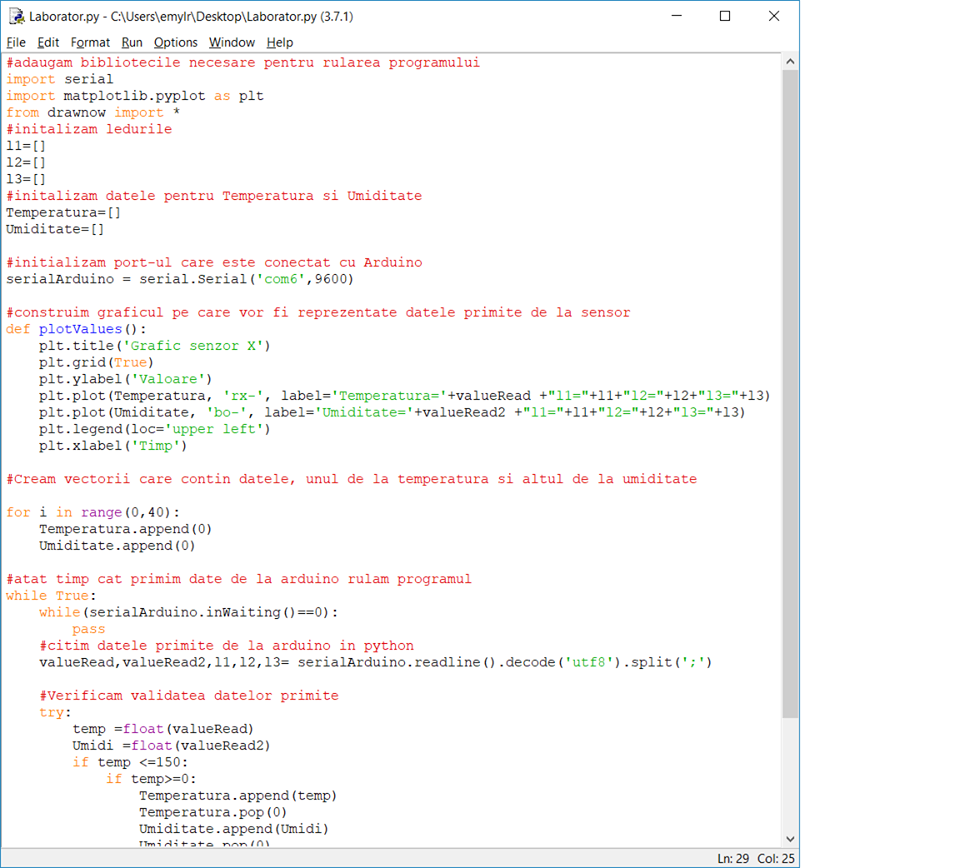 Laborator.py - C:\Users\emylr\Desktop\Laborator.py (3.7.1)
File Edit Format Run Options Window Help
#adaugam bibliotecile necesare pentru rularea programului
import serial
import matplotlib.pyplot as plt
from drawnow import *
#initalizam ledurile
l1=[]
l2=[]
l3=[]
#initalizam datele pentru Temperatura si Umiditate
Temperatura=[]
Umiditate=[]

#initializam port-ul care este conectat cu Arduino
serialArduino = serial.Serial('com6',9600)

#construim graficul pe care vor fi reprezentate datele primite de la sensor
def plotValues():
    plt.title('Grafic senzor X')
    plt.grid(True)
    plt.ylabel('Valoare')
    plt.plot(Temperatura, 'rx-', label='Temperatura='+valueRead +"l1="+l1+"l2="+l2+"l3="+l3)
    plt.plot(Umiditate, 'bo-', label='Umiditate='+valueRead2 +"l1="+l1+"l2="+l2+"l3="+l3)
    plt.legend(loc='upper left')
    plt.xlabel('Timp')

#Cream vectorii care contin datele, unul de la temperatura si altul de la umiditate

for i in range(0,40):
    Temperatura.append(0)
    Umiditate.append(0)

#atat timp cat primim date de la arduino rulam programul
while True:
    while(serialArduino.inWaiting()==0):
        pass
    #citim datele primite de la arduino in python
    valueRead,valueRead2,l1,l2,l3= serialArduino.readline().decode('utf8').split(';')

    #Verificam validatea datelor primite
    try:
        temp =float(valueRead)
        Umidi =float(valueRead2)
        if temp <=150:
            if temp>=0:
                Temperatura.append(temp)
                Temperatura.pop(0)
                Umiditate.append(Umidi)
                Umiditate.pop(0)
Ln: 29 Col: 25